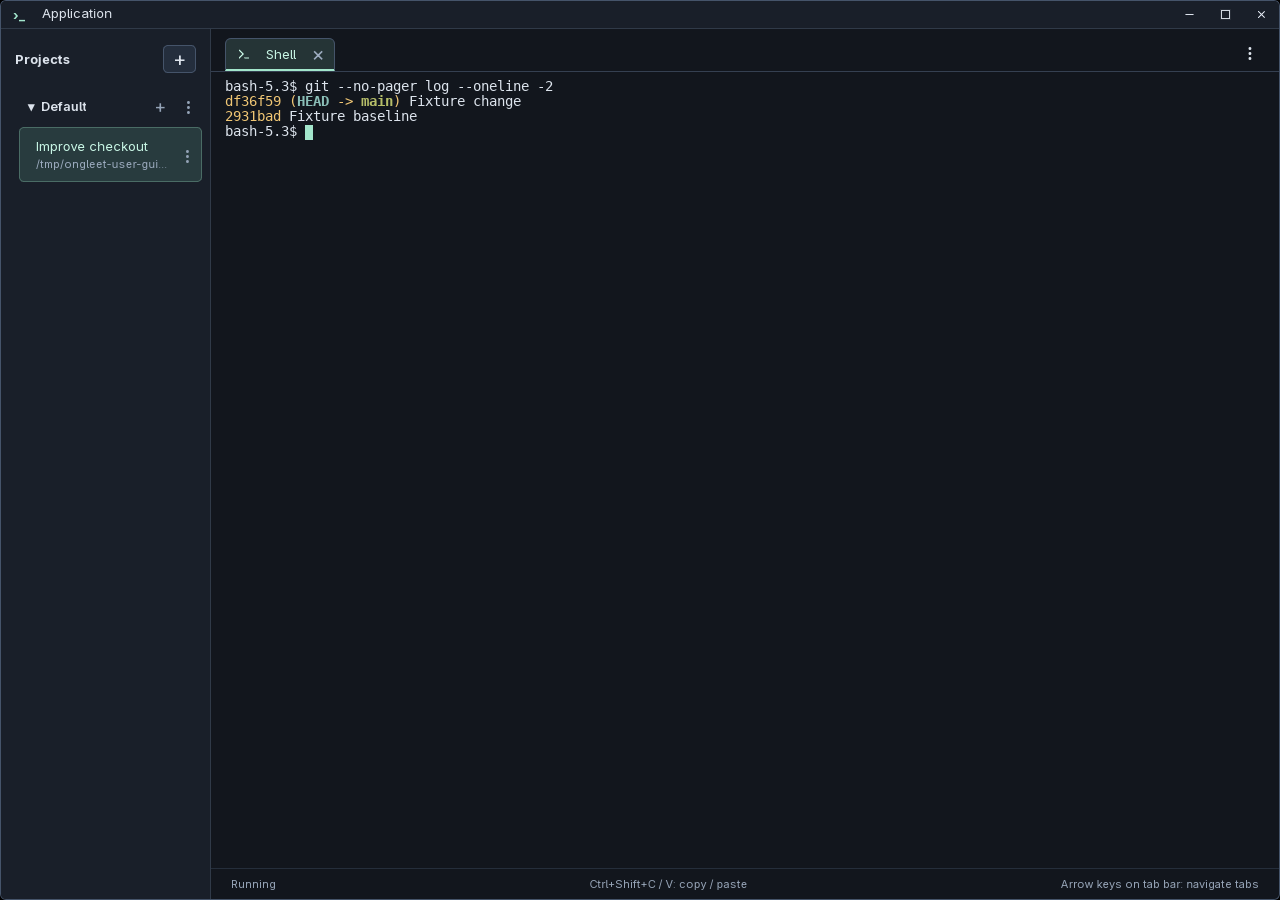 Application
Projects
+
Shell
Default
Improve checkout
/tmp/ongleet-user-gui...
bash-5.3$ git --no-pager log --oneline -2
df36f59 (HEAD -> main) Fixture change
2931bad Fixture baseline
bash-5.3$
Running
Ctrl+Shift+C / V: copy / paste
Arrow keys on tab bar: navigate tabs